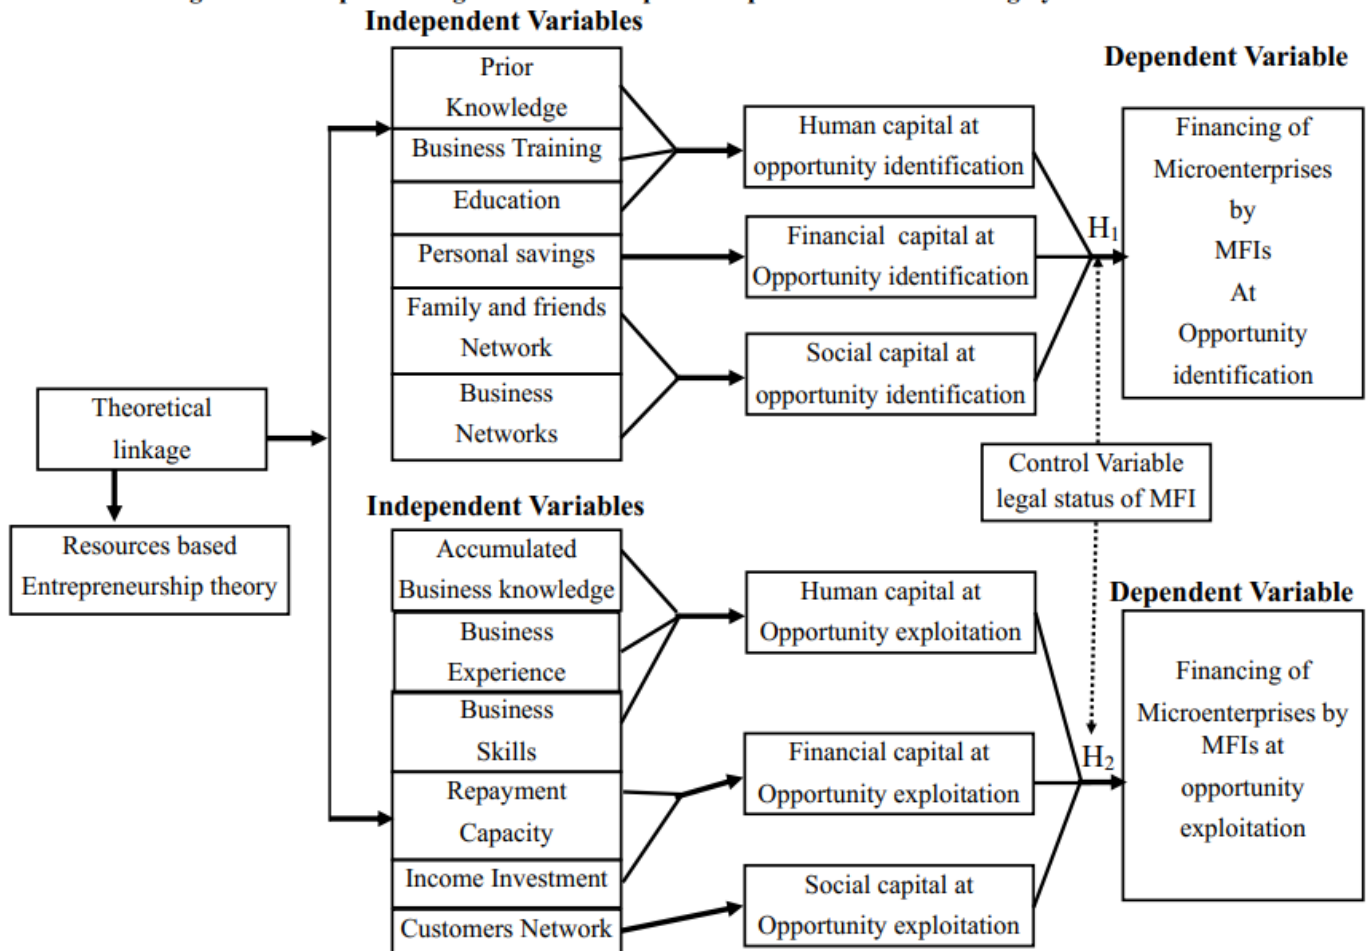 Independent Variables
Prior
Knowledge
Business Training
Education
Personal savings
Family and friends
Network
Business
Networks
Human capital at
opportunity identification
Financial capital at
Opportunity identification
Social capital at
opportunity identification
H1
Dependent Variable
Financing of
Microenterprises
by
MFIs
At
Opportunity
identification
Theoretical
linkage
Resources based
Entrepreneurship theory
Control Variable
legal status of MFI
Independent Variables
Accumulated
Business knowledge
Business
Experience
Business
Skills
Repayment
Capacity
Income Investment
Customers Network
Human capital at
Opportunity exploitation
Financial capital at
Opportunity exploitation
Social capital at
Opportunity exploitation
H2
Dependent Variable
Financing of
Microenterprises by
MFIs at
opportunity
exploitation